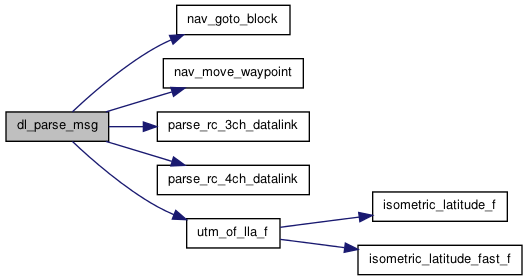 nav_goto_block
nav_move_waypoint
dl_parse_msg
parse_rc_3ch_datalink
parse_rc_4ch_datalink
isometric_latitude_f
utm_of_lla_f
isometric_latitude_fast_f